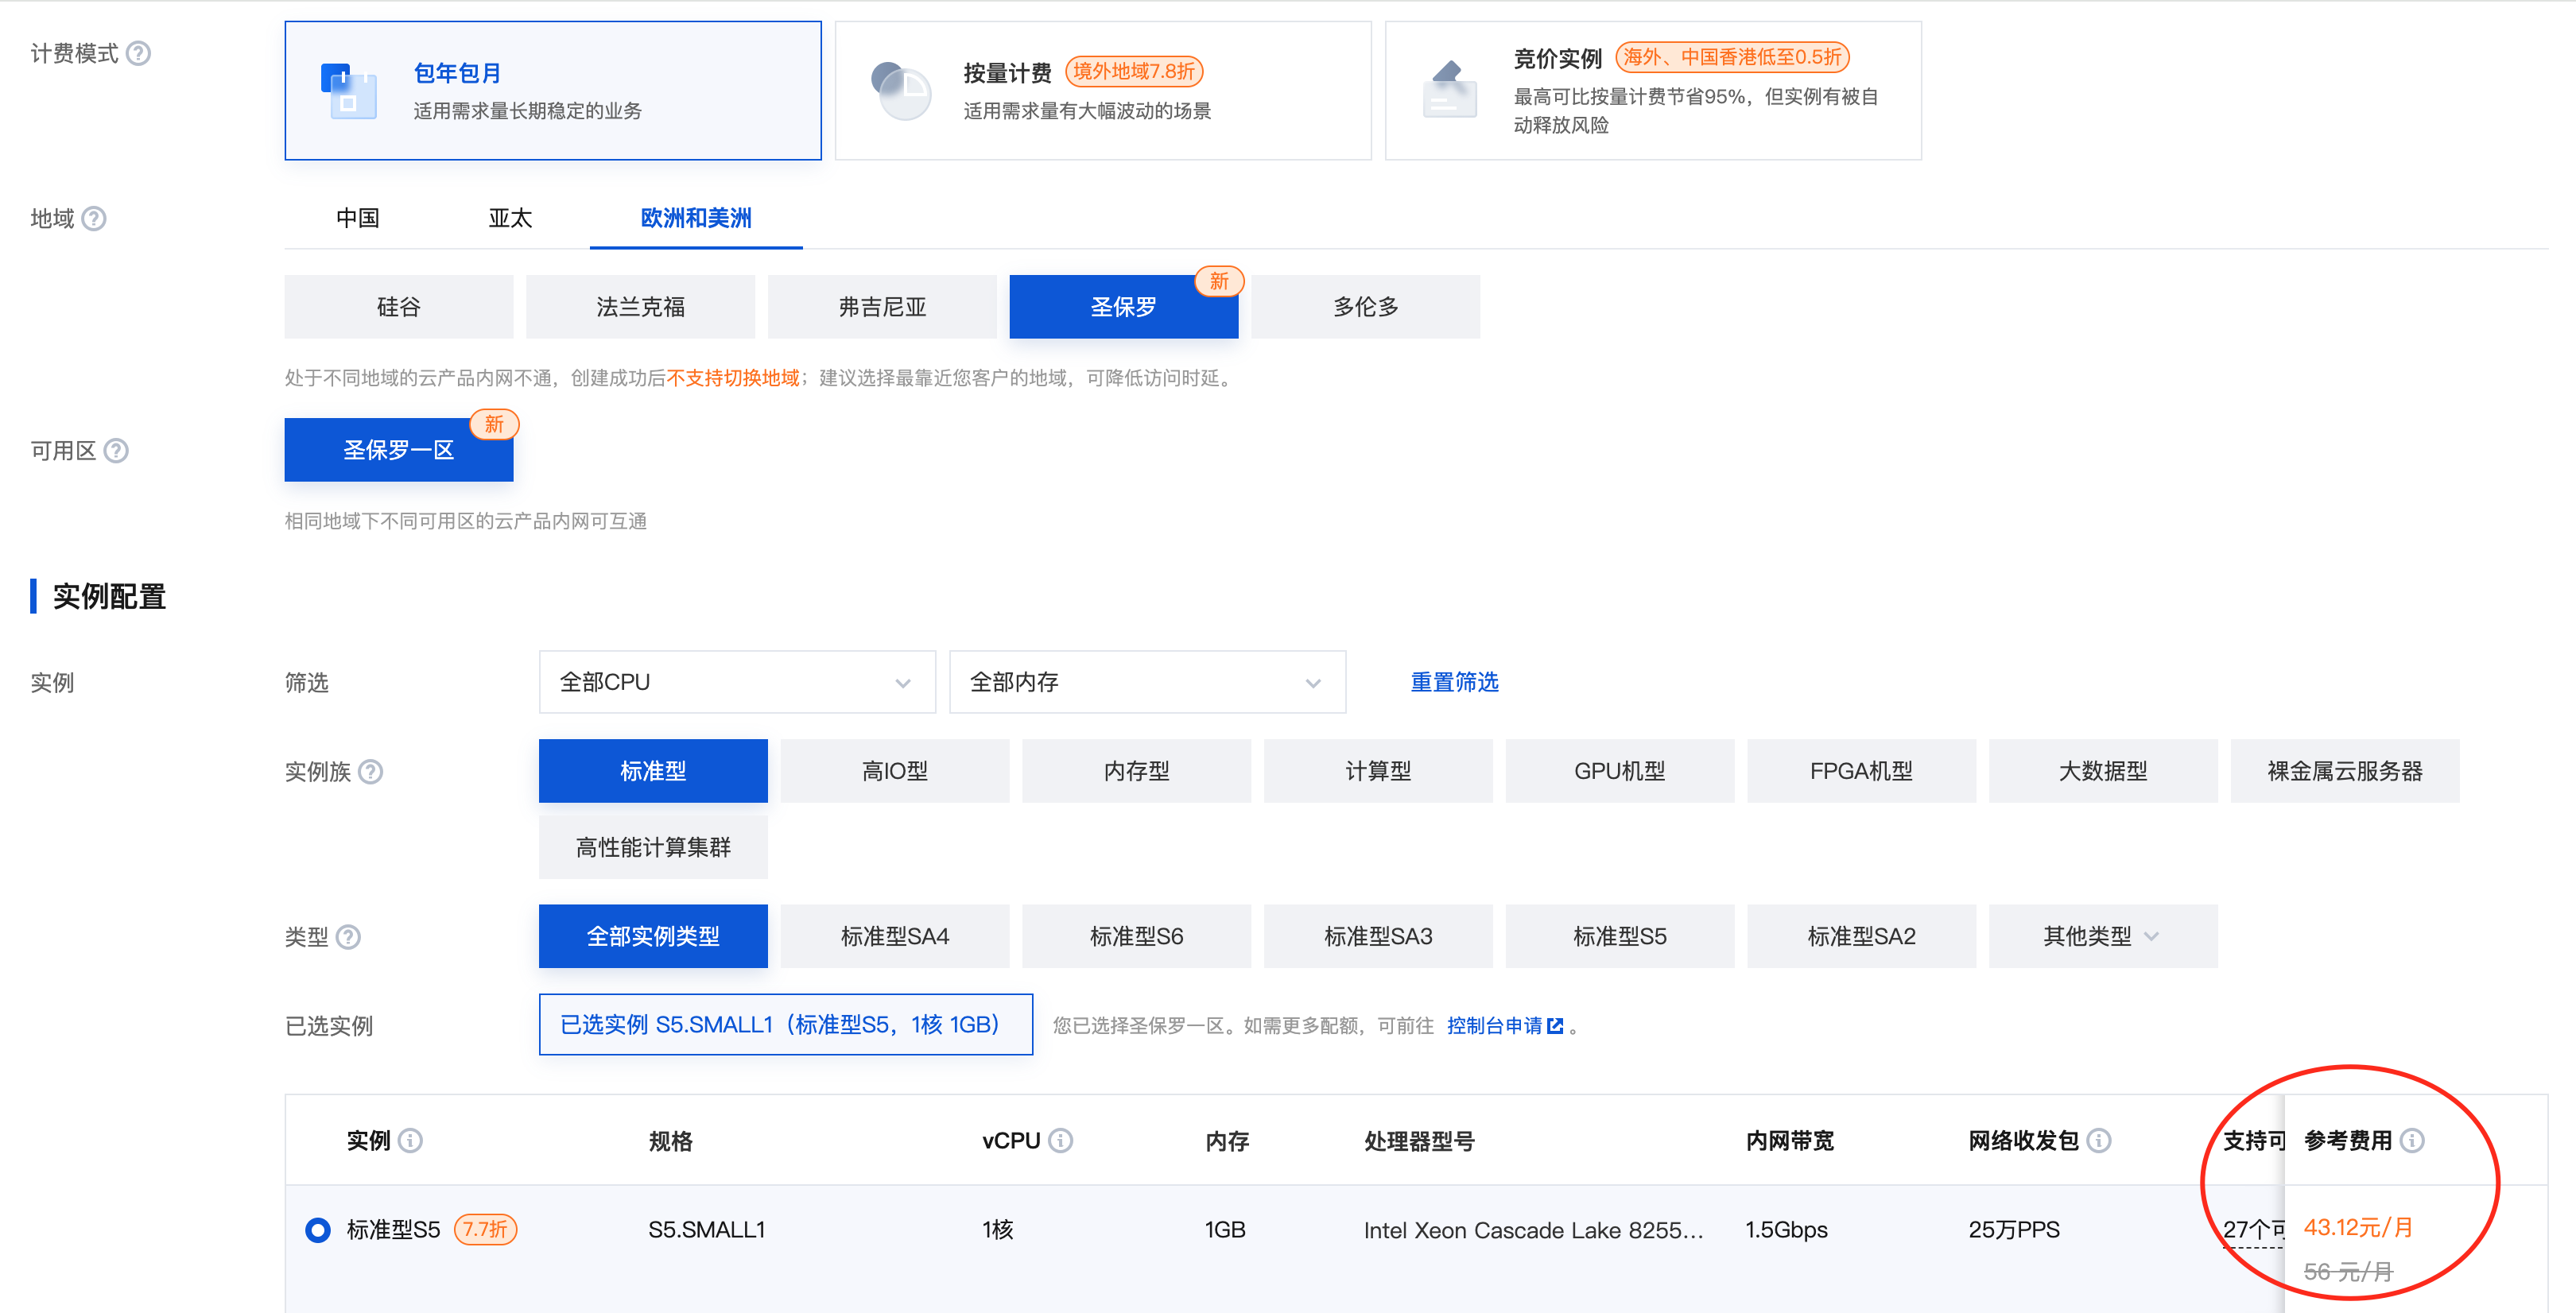 计费模式
包年包月
适用需求量长期稳定的业务
按量计费 境外地域7.8折
适用需求量有大幅波动的场景
竞价实例 海外、中国香港低至0.5折
最高可比按量计费节省95%，但实例有被自
动释放风险
地域
中国 亚太 欧洲和美洲
硅谷 法兰克福 弗吉尼亚 圣保罗 新 多伦多
处于不同地域的云产品内网不通，创建成功后不支持切换地域；建议选择最靠近您客户的地域，可降低访问时延。
可用区
圣保罗一区 新
相同地域下不同可用区的云产品内网可互通
实例配置
实例 筛选 全部CPU 全部内存 重置筛选
实例族 标准型 高IO型 内存型 计算型 GPU机型 FPGA机型 大数据型 裸金属云服务器
高性能计算集群
类型 全部实例类型 标准型SA4 标准型S6 标准型SA3 标准型S5 标准型SA2 其他类型
已选实例 已选实例 S5.SMALL1（标准型S5，1核 1GB） 您已选择圣保罗一区。如需更多配额，可前往 控制台申请 。
实例 规格 vCPU 内存 处理器型号 内网带宽 网络收发包 支持可 参考费用
标准型S5 7.7折 S5.SMALL1 1核 1GB Intel Xeon Cascade Lake 8255... 1.5Gbps 25万PPS 27个可 43.12元/月
56 元/月